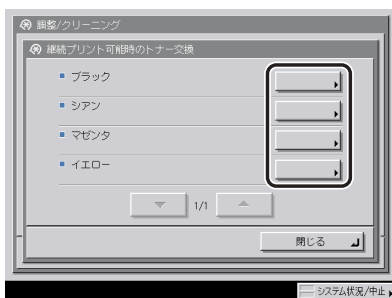 調整/クリーニング
継続プリント可能時のトナー交換
ブラック
シアン
マゼンタ
イエロー
1/1
閉じる
システム状況/中止